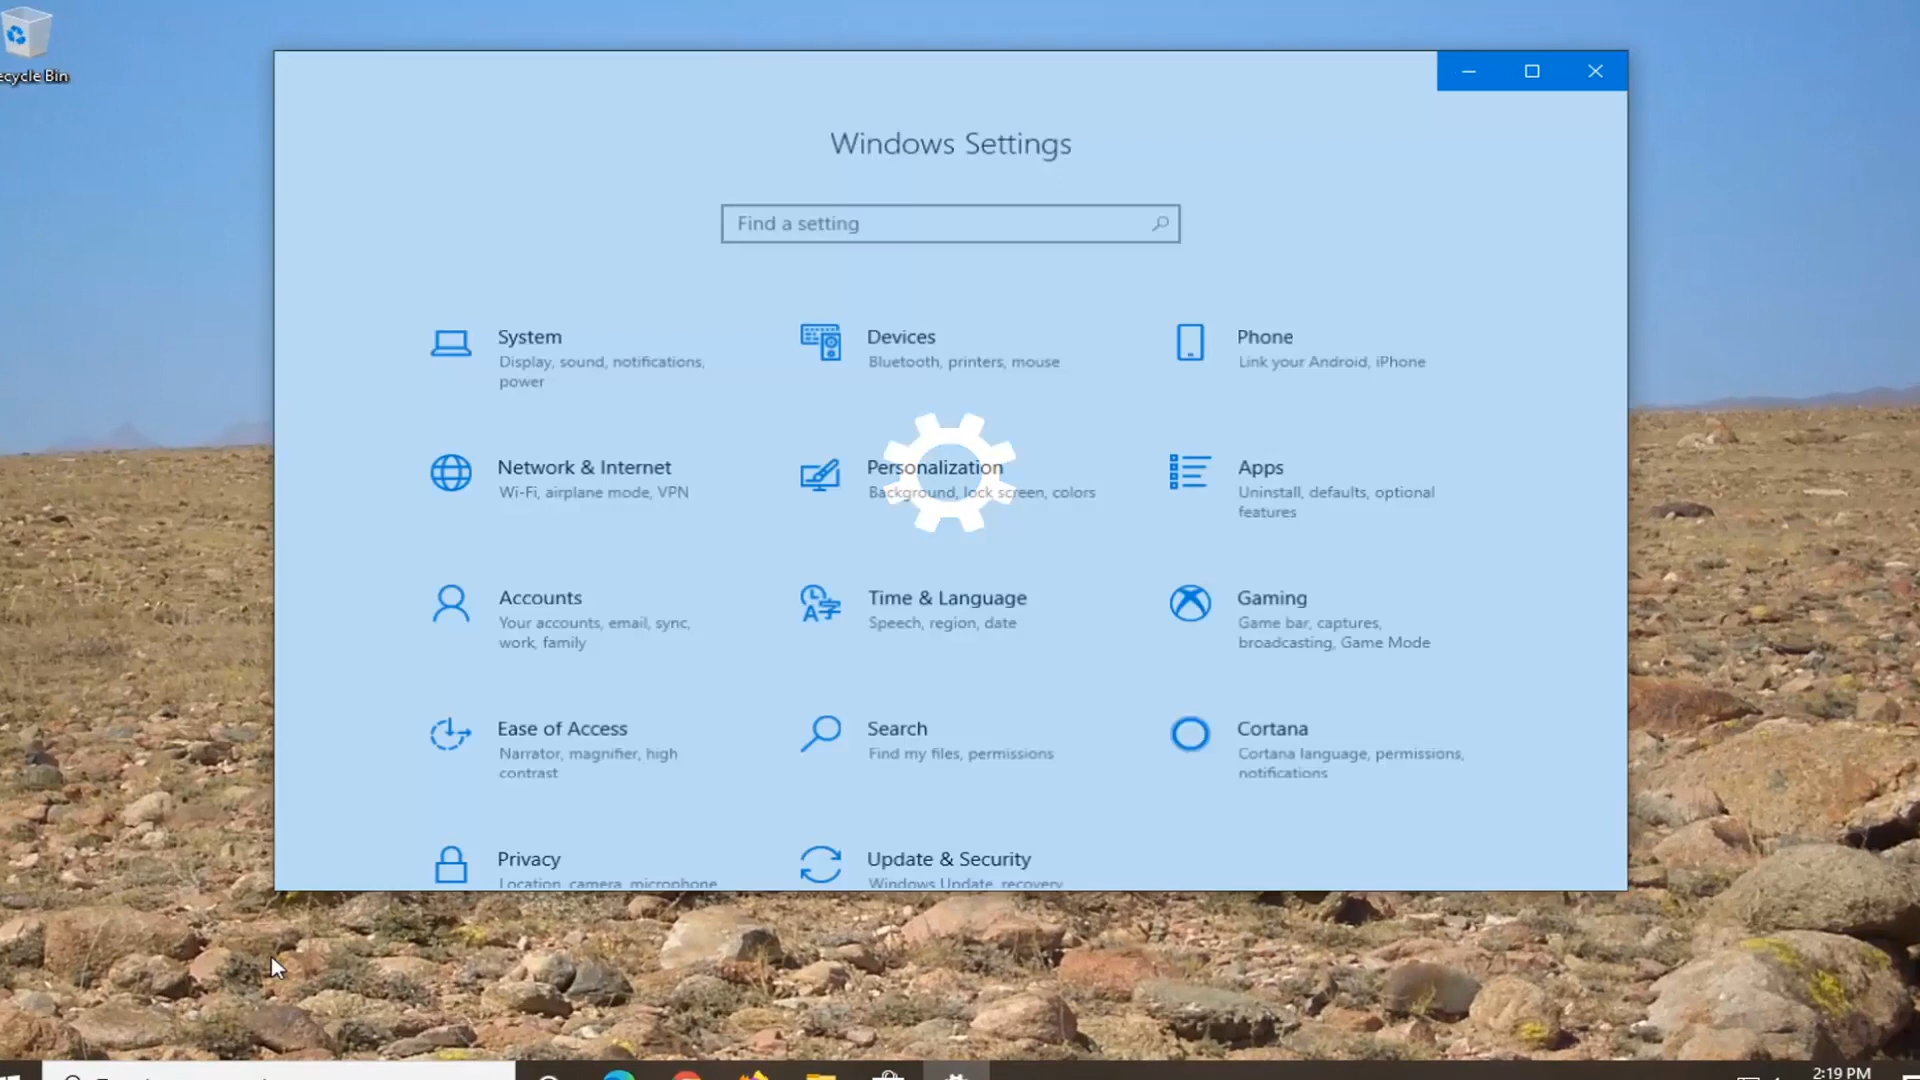 ecycle Bin
Windows Settings
Find a setting
System
Display, sound, notifications,
power
Devices
Bluetooth, printers, mouse
Phone
Link your Android, iPhone
Network & Internet
Wi-Fi, airplane mode, VPN
Personalization
Background, lock screen, colors
Apps
Uninstall, defaults, optional
features
Accounts
Your accounts, email, sync,
work, family
Time & Language
Speech, region, date
Gaming
Game bar, captures,
broadcasting, Game Mode
Ease of Access
Narrator, magnifier, high
contrast
Search
Find my files, permissions
Cortana
Cortana language, permissions,
notifications
Privacy
Location, camera, microphone
Update & Security
Windows Update, recovery
2:19 PM